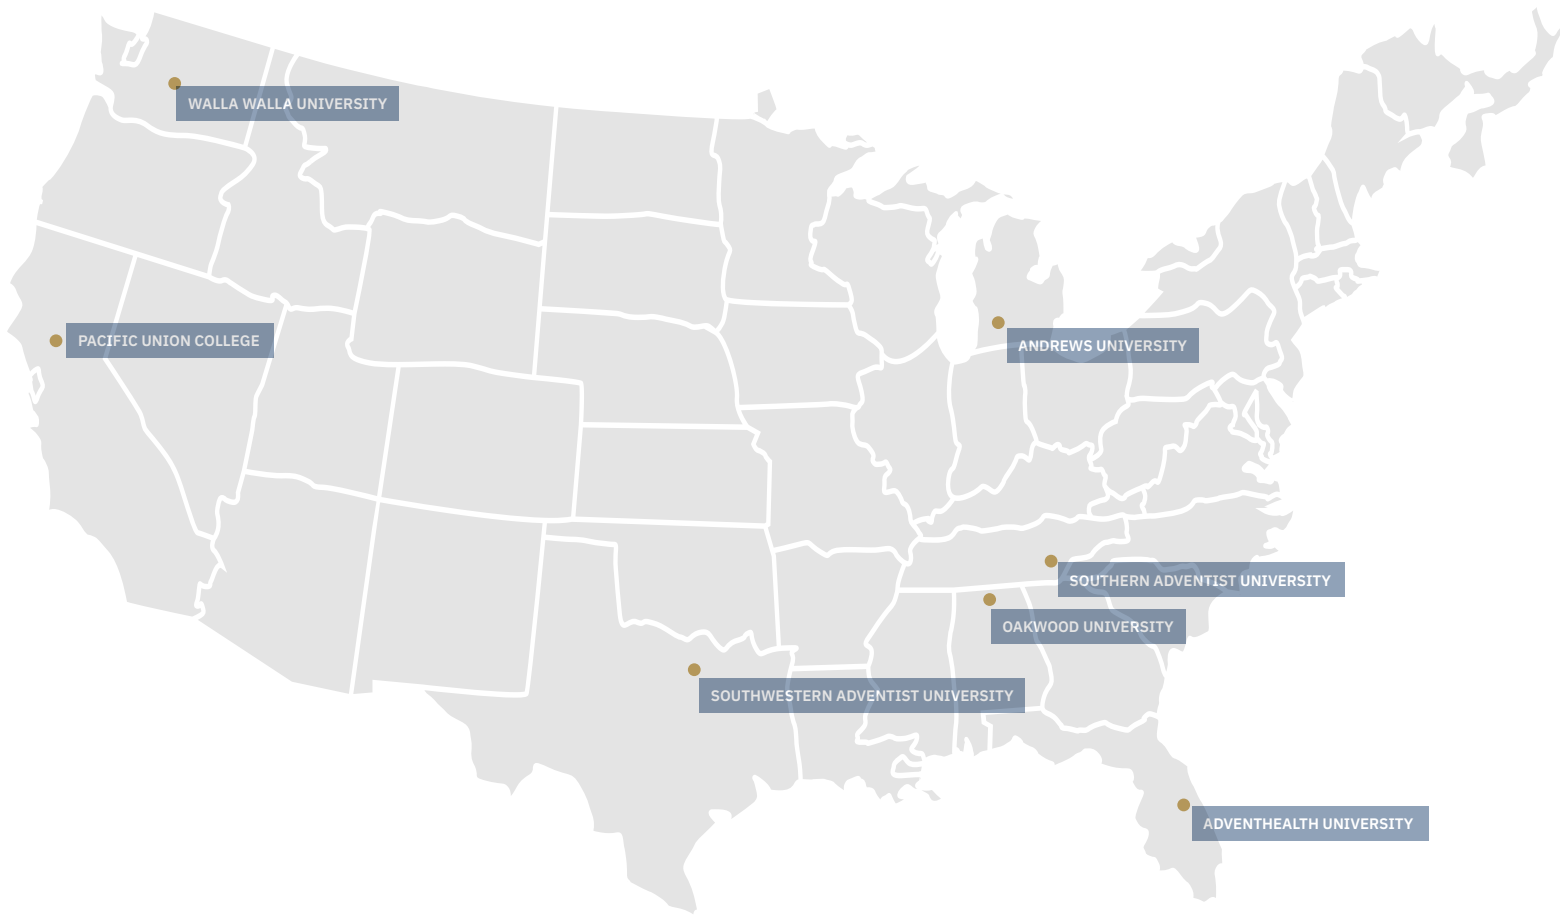 WALLA WALLA UNIVERSITY
PACIFIC UNION COLLEGE
ANDREWS UNIVERSITY
SOUTHERN ADVENTIST UNIVERSITY
OAKWOOD UNIVERSITY
SOUTHWESTERN ADVENTIST UNIVERSITY
ADVENTHEALTH UNIVERSITY